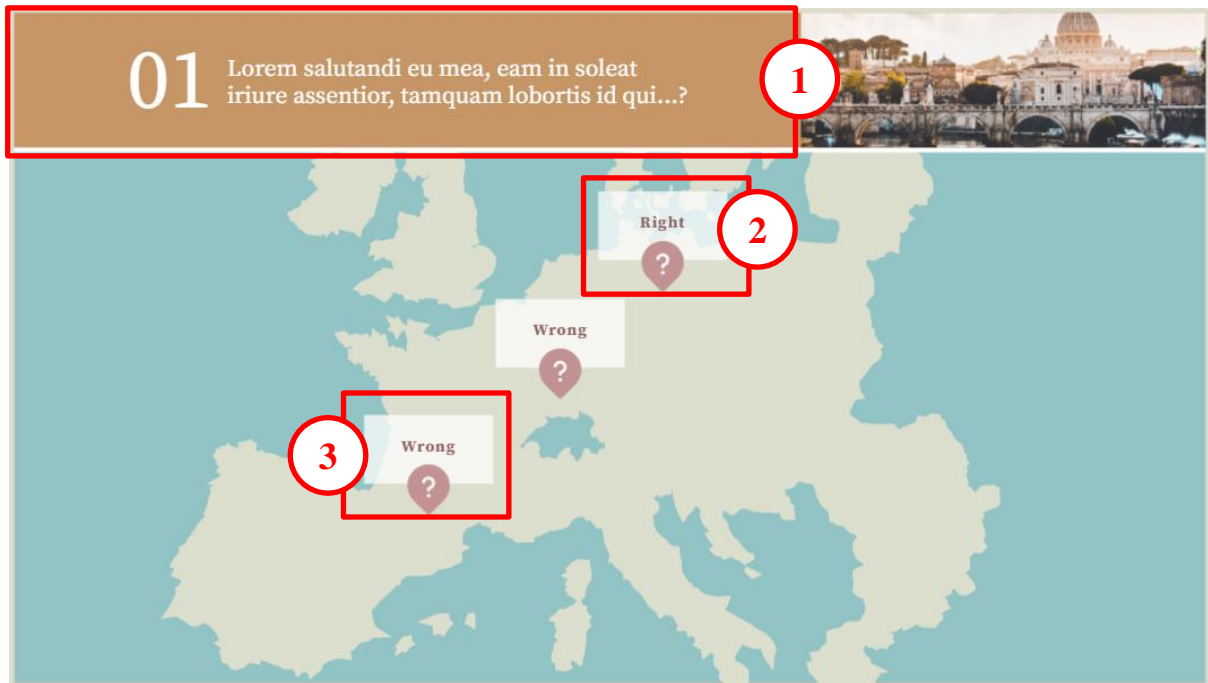 01
Lorem salutandi eu mea, eam in soleat
iriure assentior, tamquam lobortis id qui...?
1
Right
2
?
Wrong
?
3
Wrong
?